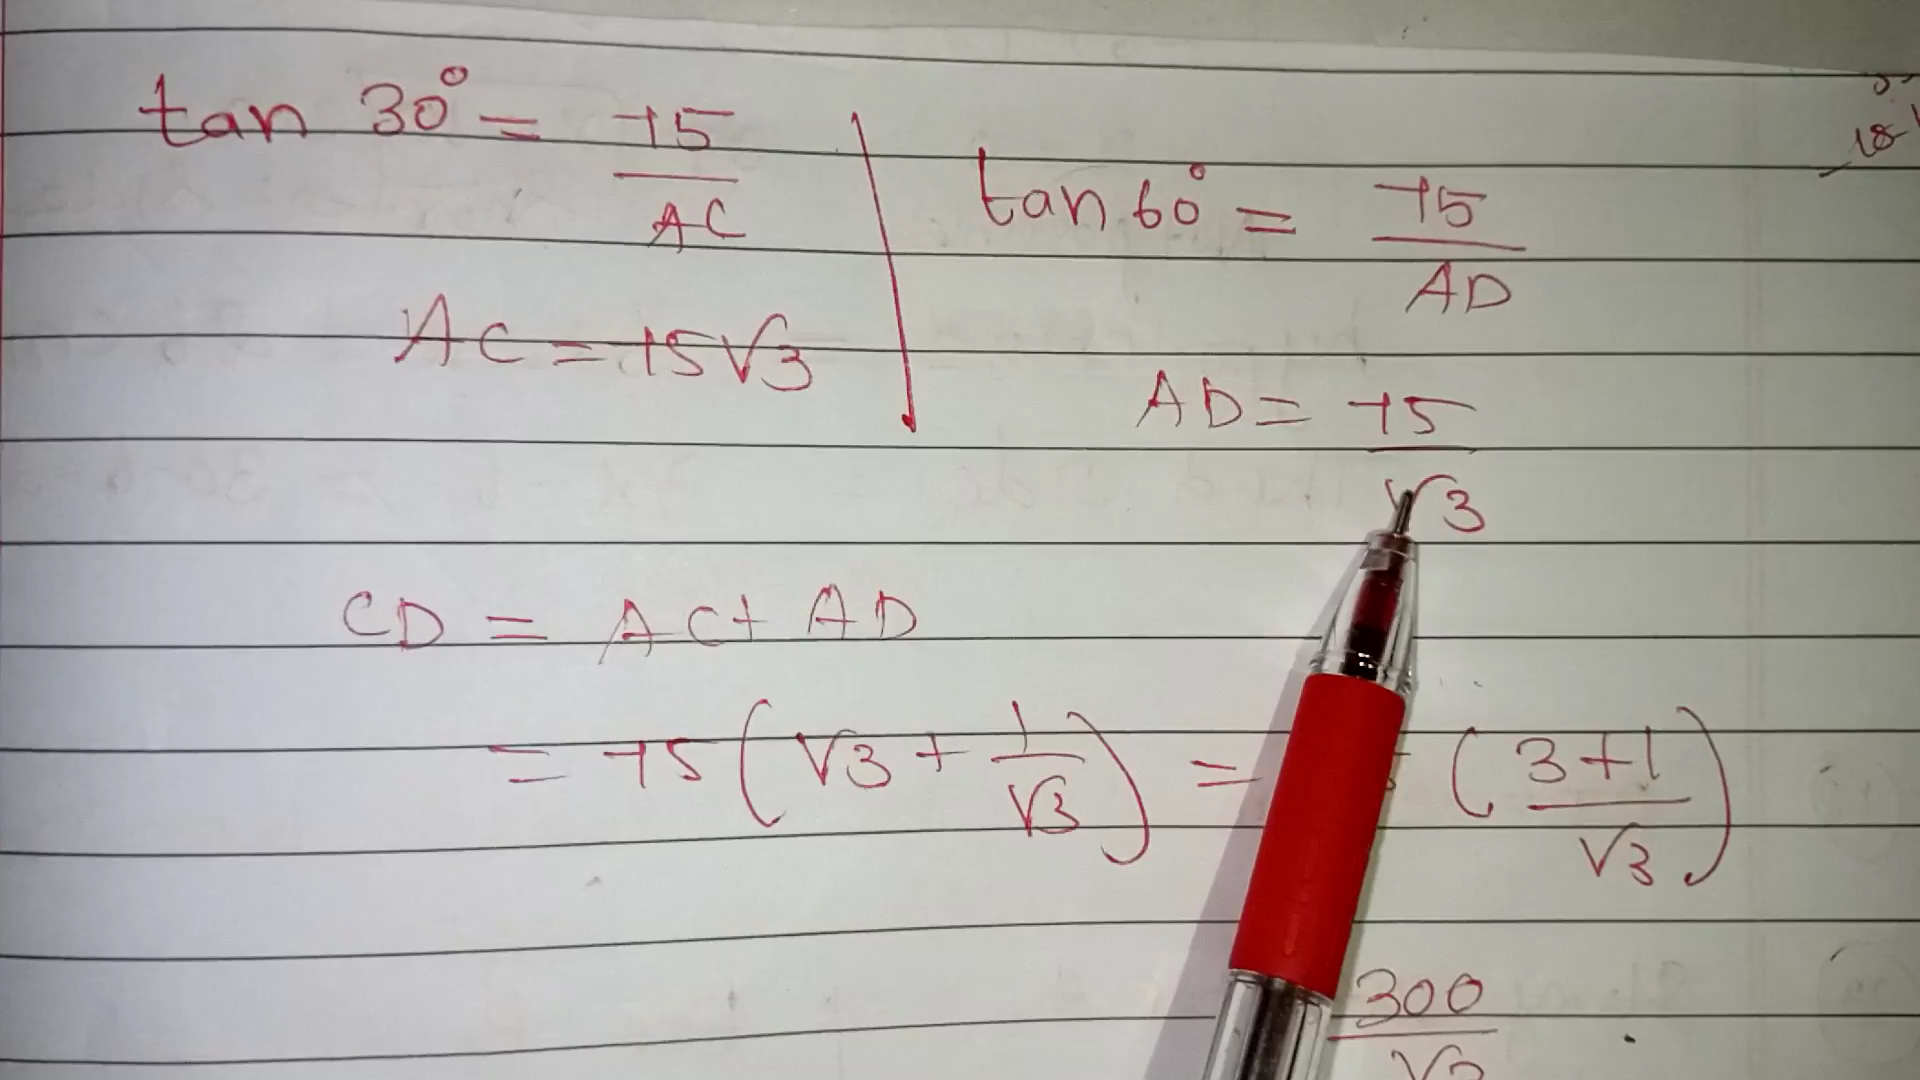 tan 30° = 75/AC
AC = 75√3
tan 60° = 75/AD
AD = 75/√3
CD = AC + AD
= 75(√3 + 1/√3) = (3+1/√3)
300/√3
18